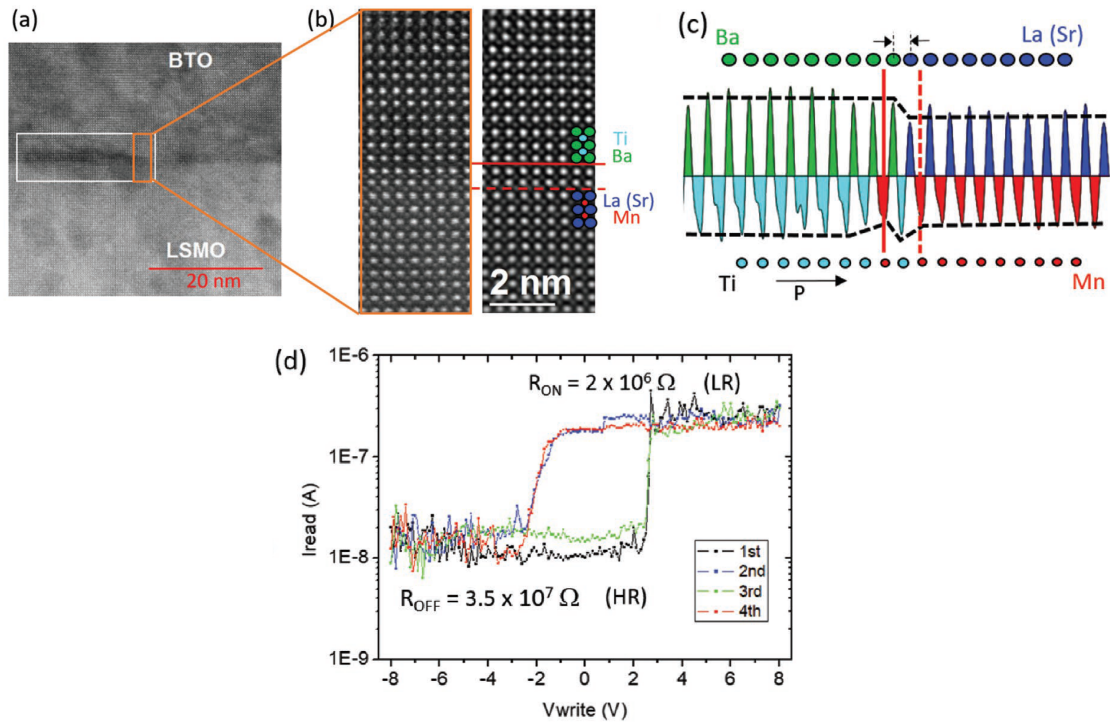 (a)
BTO
LSMO
20 nm
(b)
Ti
Ba
La (Sr)
Mn
2 nm
(c)
Ba
La (Sr)
Ti
P
Mn
(d)
R_ON = 2 x 10^6 Ω (LR)
R_OFF = 3.5 x 10^7 Ω (HR)
1E-6
1E-7
1E-8
1E-9
Iread (A)
-8 -6 -4 -2 0 2 4 6 8
Vwrite (V)
1st
2nd
3rd
4th